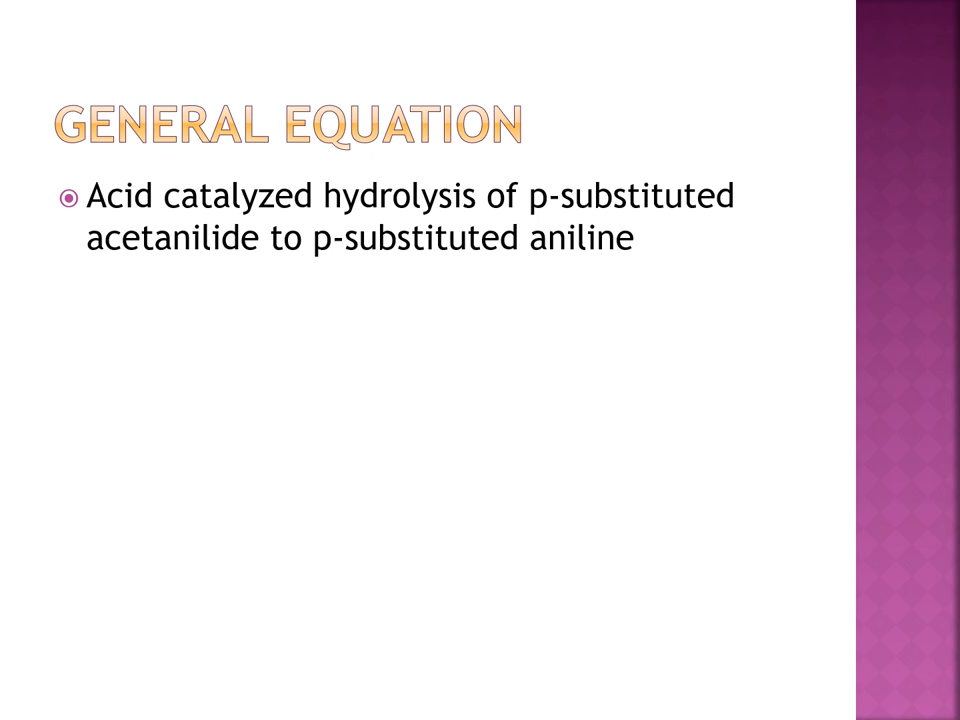 GENERAL EQUATION
Acid catalyzed hydrolysis of p-substituted
acetanilide to p-substituted aniline